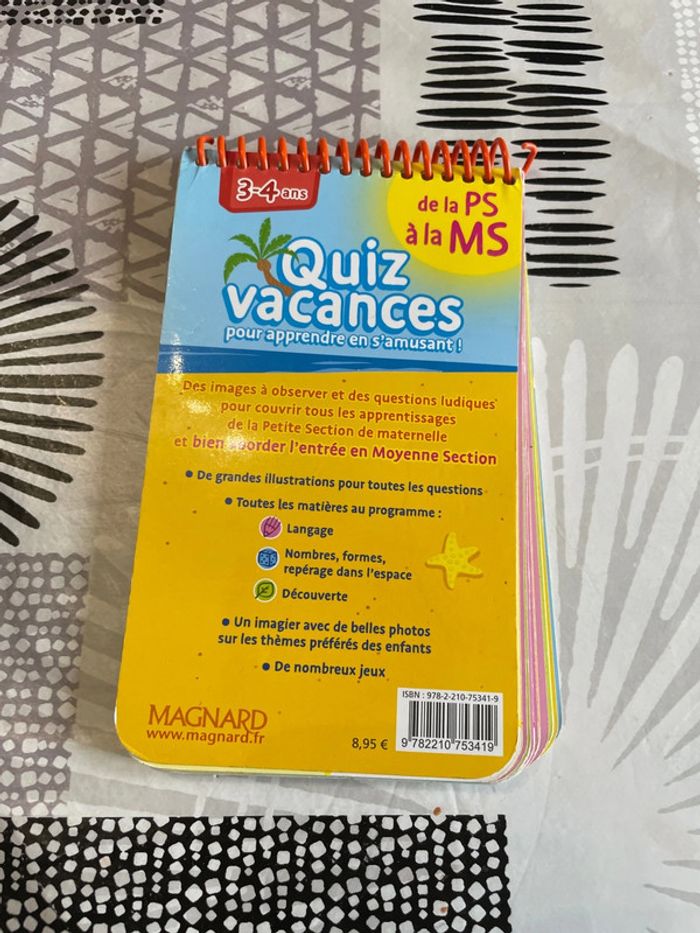 3-4 ans
de la PS
à la MS
Quiz
vacances
pour apprendre en s'amusant !
Des images à observer et des questions ludiques
pour couvrir tous les apprentissages
de la Petite Section de maternelle
et bien aborder l'entrée en Moyenne Section
• De grandes illustrations pour toutes les questions
• Toutes les matières au programme :
Langage
Nombres, formes,
repérage dans l'espace
Découverte
• Un imagier avec de belles photos
sur les thèmes préférés des enfants
• De nombreux jeux
ISBN : 978-2-210-75341-9
MAGNARD
www.magnard.fr
8,95 €
9 782210 753419